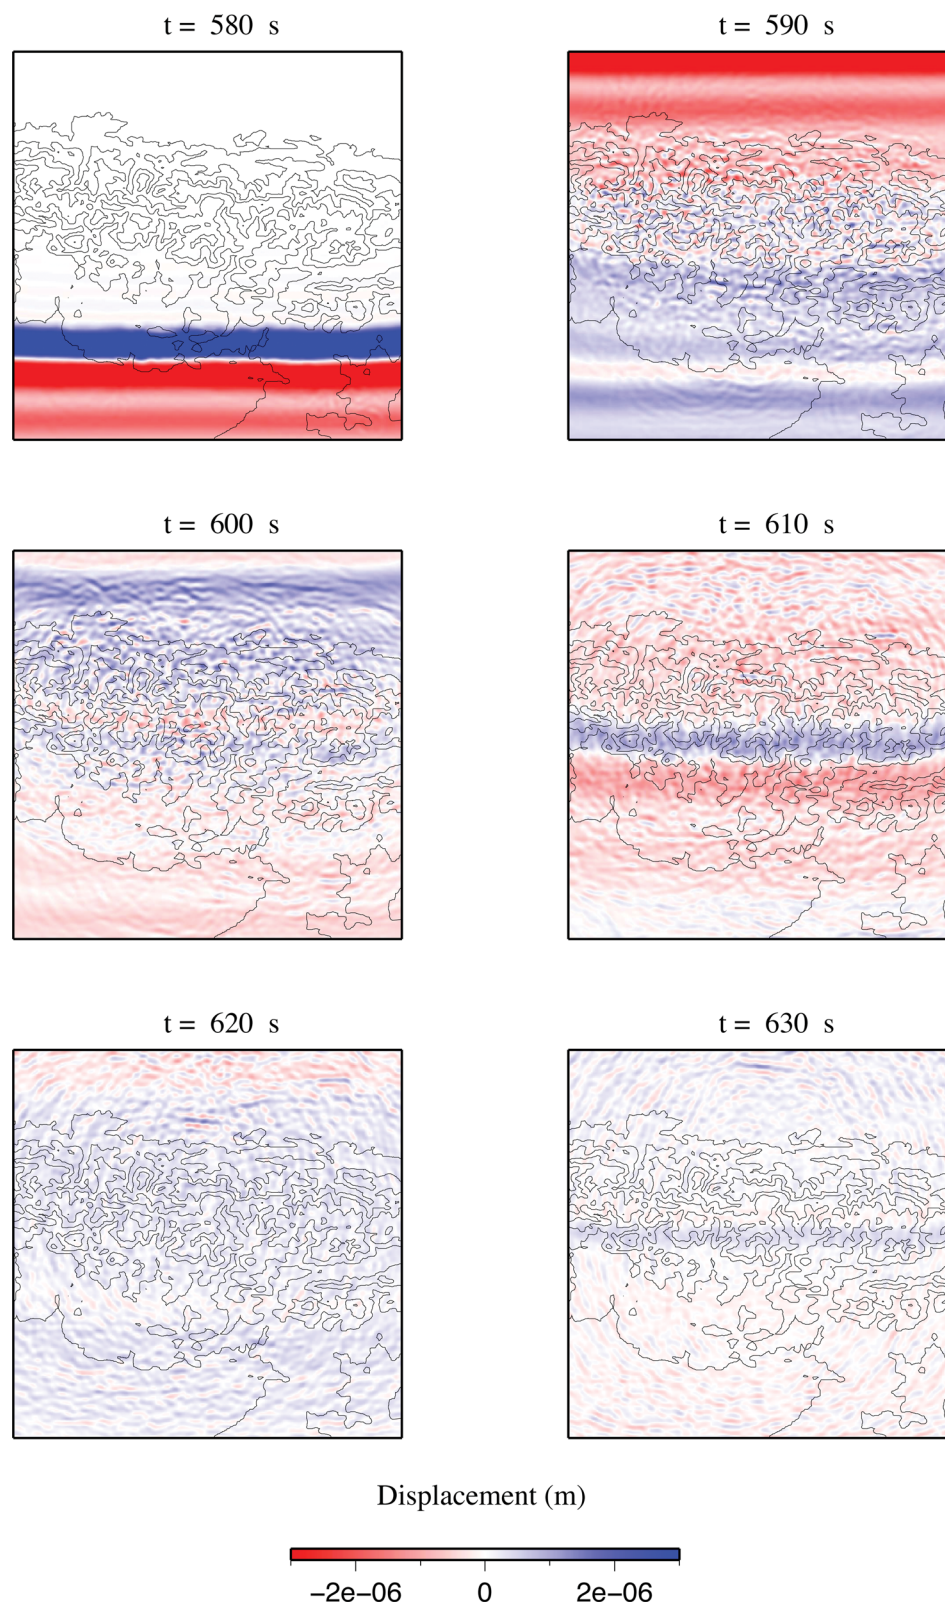 t = 580 s
t = 590 s
t = 600 s
t = 610 s
t = 620 s
t = 630 s
Displacement (m)
−2e−06 0 2e−06